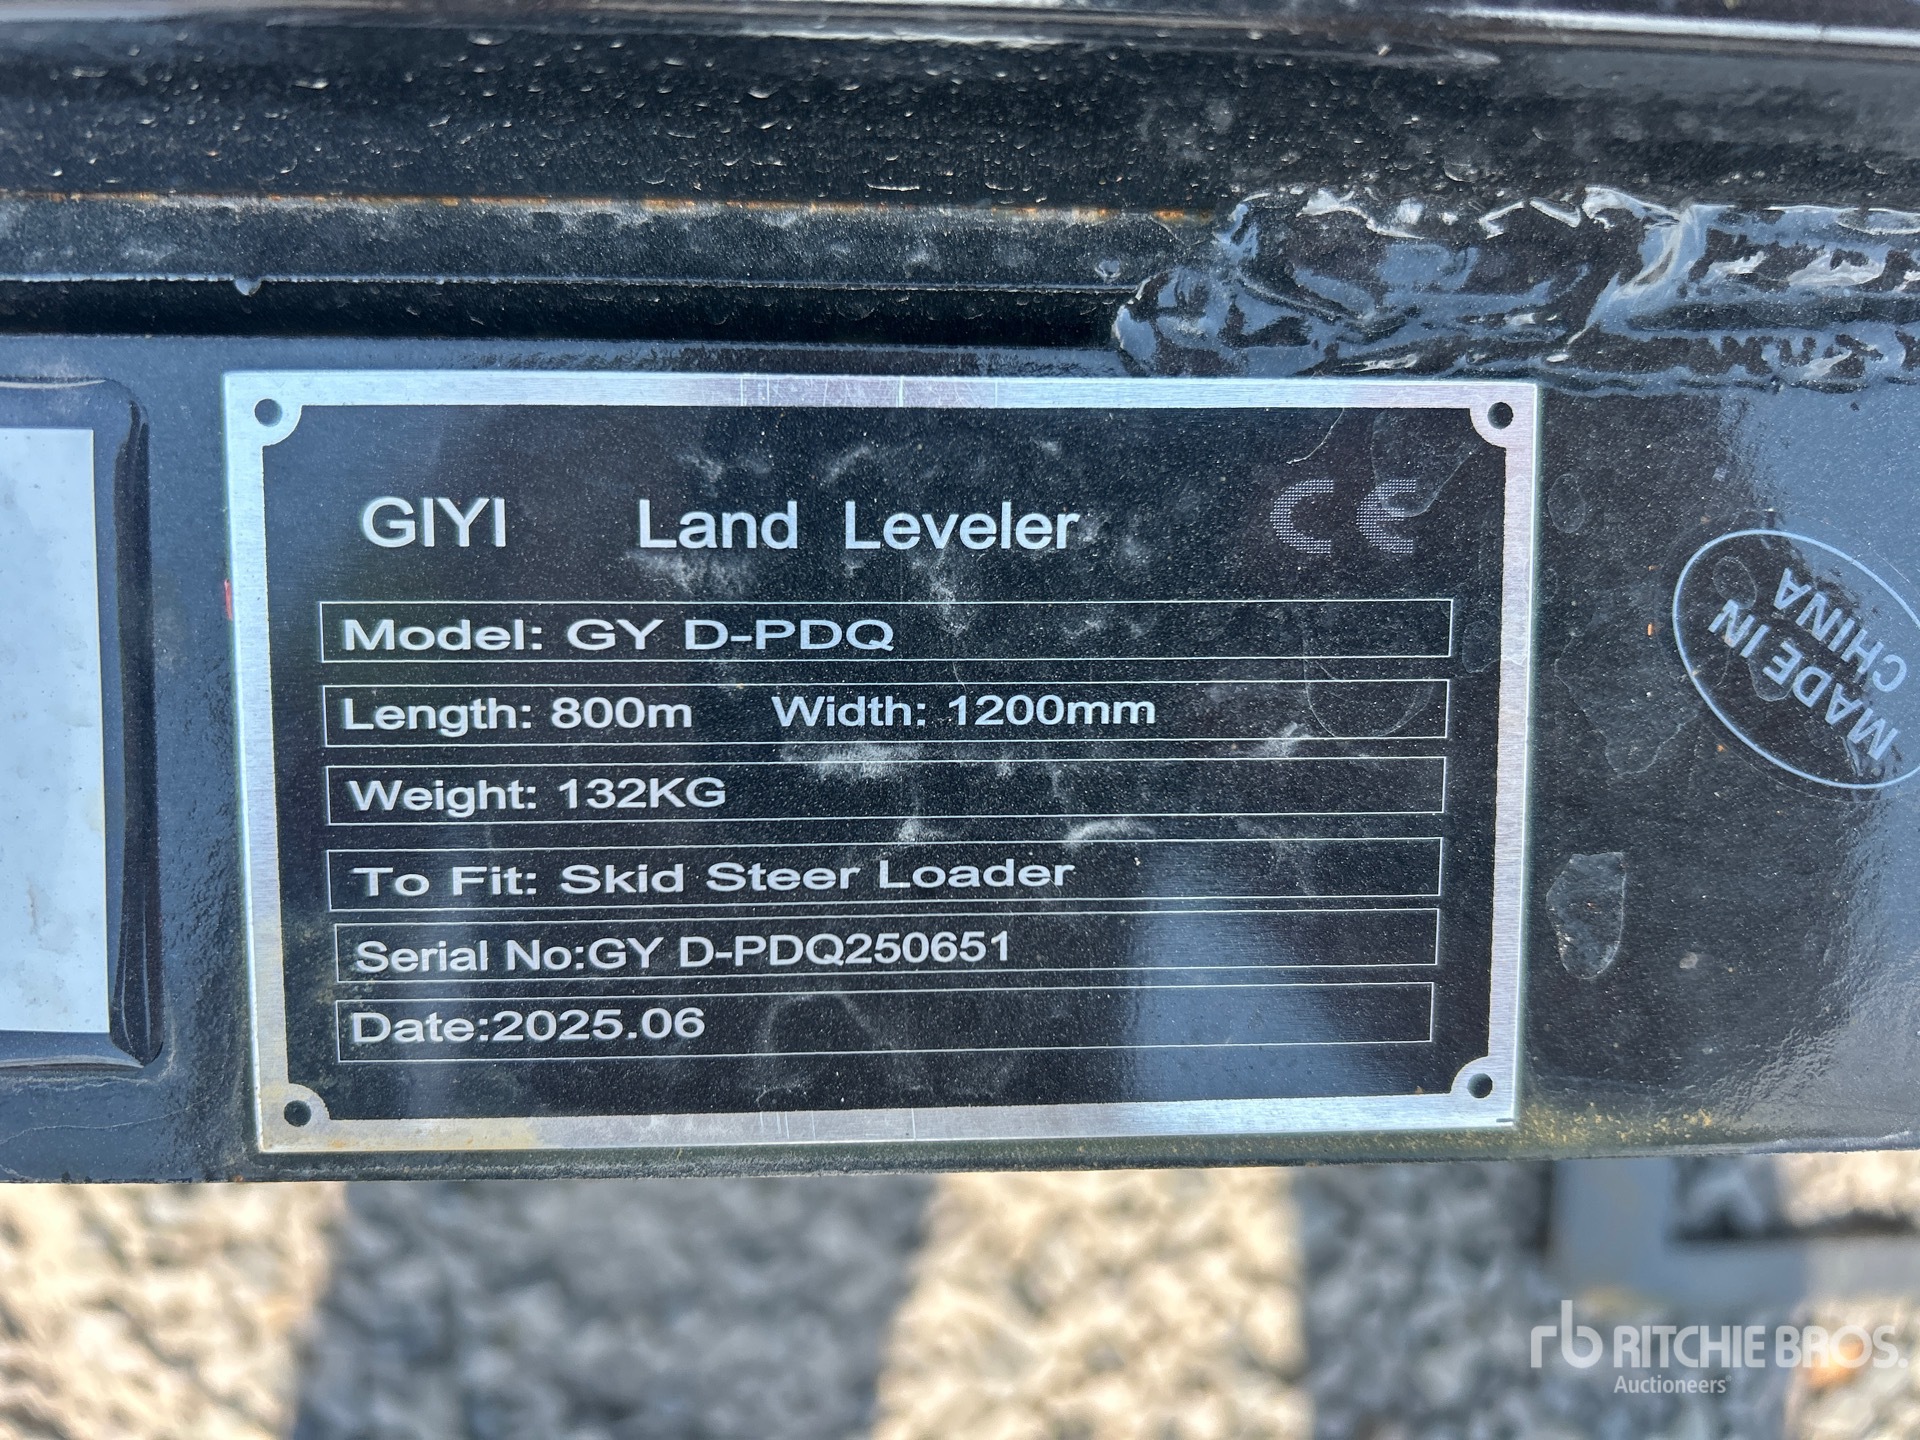 GIYI Land Leveler CE
Model: GY D-PDQ
Length: 800m Width: 1200mm
Weight: 132KG
To Fit: Skid Steer Loader
Serial No:GY D-PDQ250651
Date:2025.06
MADE IN
CHINA
rb RITCHIE BROS.
Auctioneers